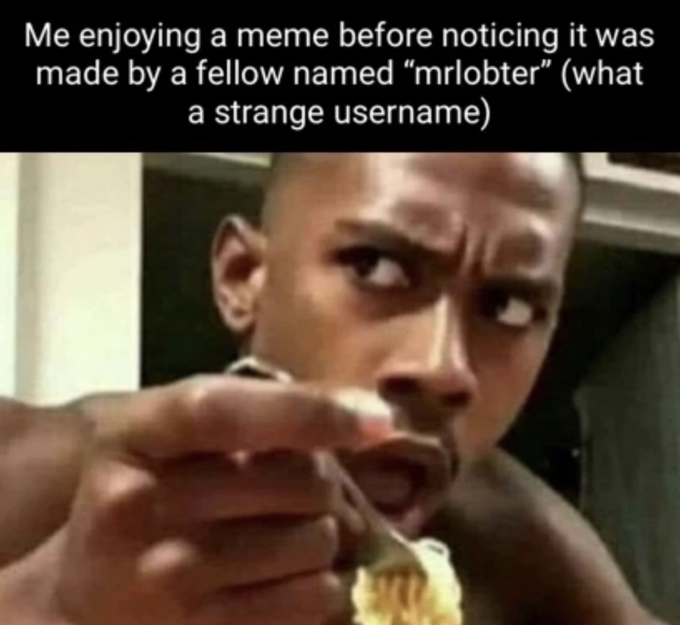 Me enjoying a meme before noticing it was
made by a fellow named “mrlobter” (what
a strange username)